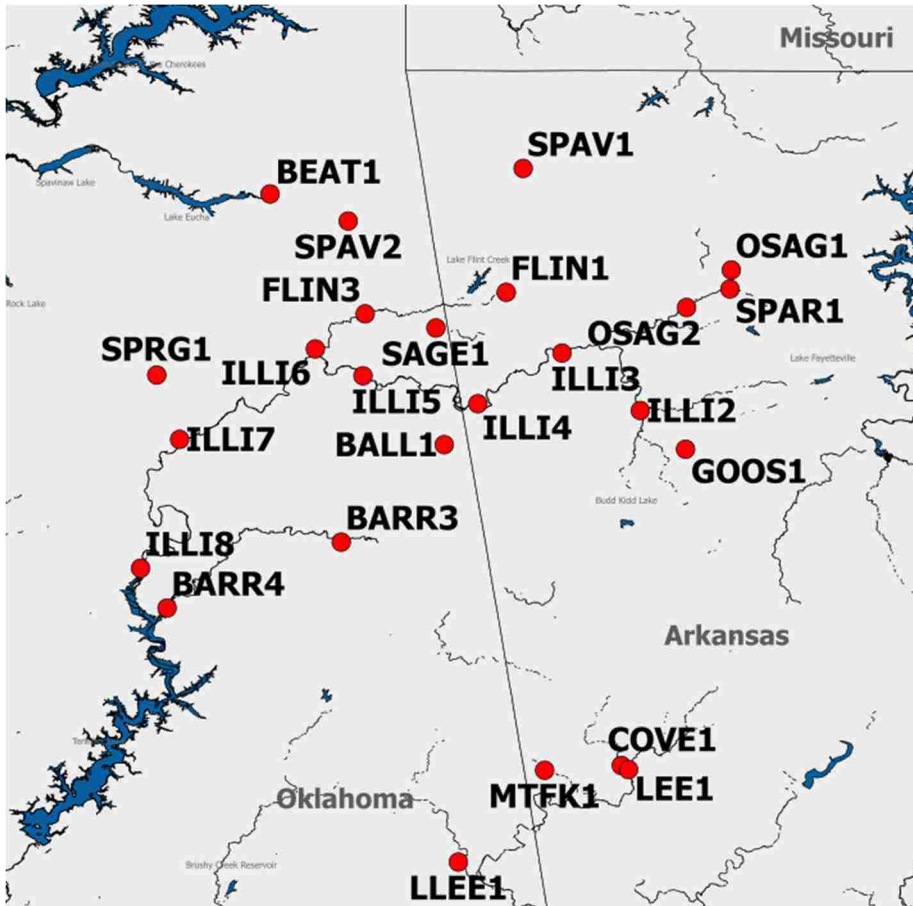 Missouri
the Cherokees
SPAV1
BEAT1
Spavinaw Lake
Lake Eucha
SPAV2
OSAG1
Lake Flint Creek
FLIN1
FLIN3
Rock Lake
SPAR1
OSAG2
SAGE1
SPRG1
Lake Fayetteville
ILLI6
ILLI3
ILLI5
ILLI2
ILLI4
ILLI7
BALL1
GOOS1
Budd Kidd Lake
BARR3
ILLI8
BARR4
Arkansas
COVE1
LEE1
MTFK1
Oklahoma
Brushy Creek Reservoir
LLEE1